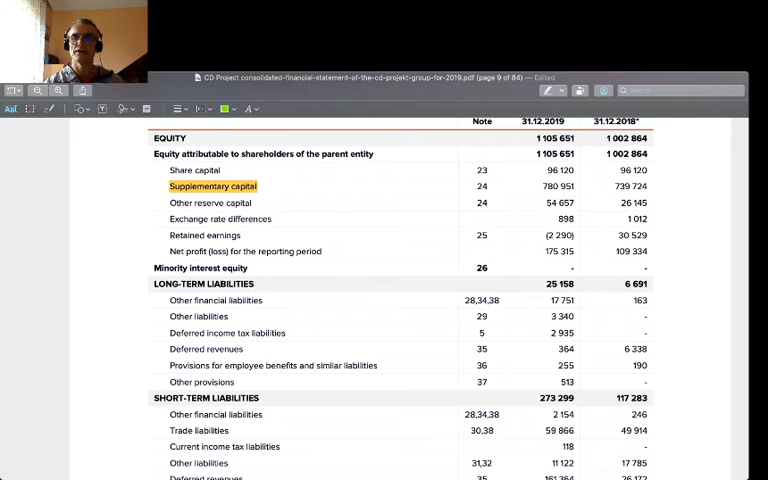 CD Project consolidated-financial-statement-of-the-cd-projekt-group-for-2019.pdf (page 9 of 84) — Edited
Search
Note 31.12.2019 31.12.2018*
EQUITY 1 105 651 1 002 864
Equity attributable to shareholders of the parent entity 1 105 651 1 002 864
Share capital 23 96 120 96 120
Supplementary capital 24 780 951 739 724
Other reserve capital 24 54 657 26 145
Exchange rate differences 898 1 012
Retained earnings 25 (2 290) 30 529
Net profit (loss) for the reporting period 175 315 109 334
Minority interest equity 26 - -
LONG-TERM LIABILITIES 25 158 6 691
Other financial liabilities 28,34,38 17 751 163
Other liabilities 29 3 340 -
Deferred income tax liabilities 5 2 935 -
Deferred revenues 35 364 6 338
Provisions for employee benefits and similar liabilities 36 255 190
Other provisions 37 513 -
SHORT-TERM LIABILITIES 273 299 117 283
Other financial liabilities 28,34,38 2 154 246
Trade liabilities 30,38 59 866 49 914
Current income tax liabilities 118 -
Other liabilities 31,32 11 122 17 785
Deferred revenues 35 161 364 26 172